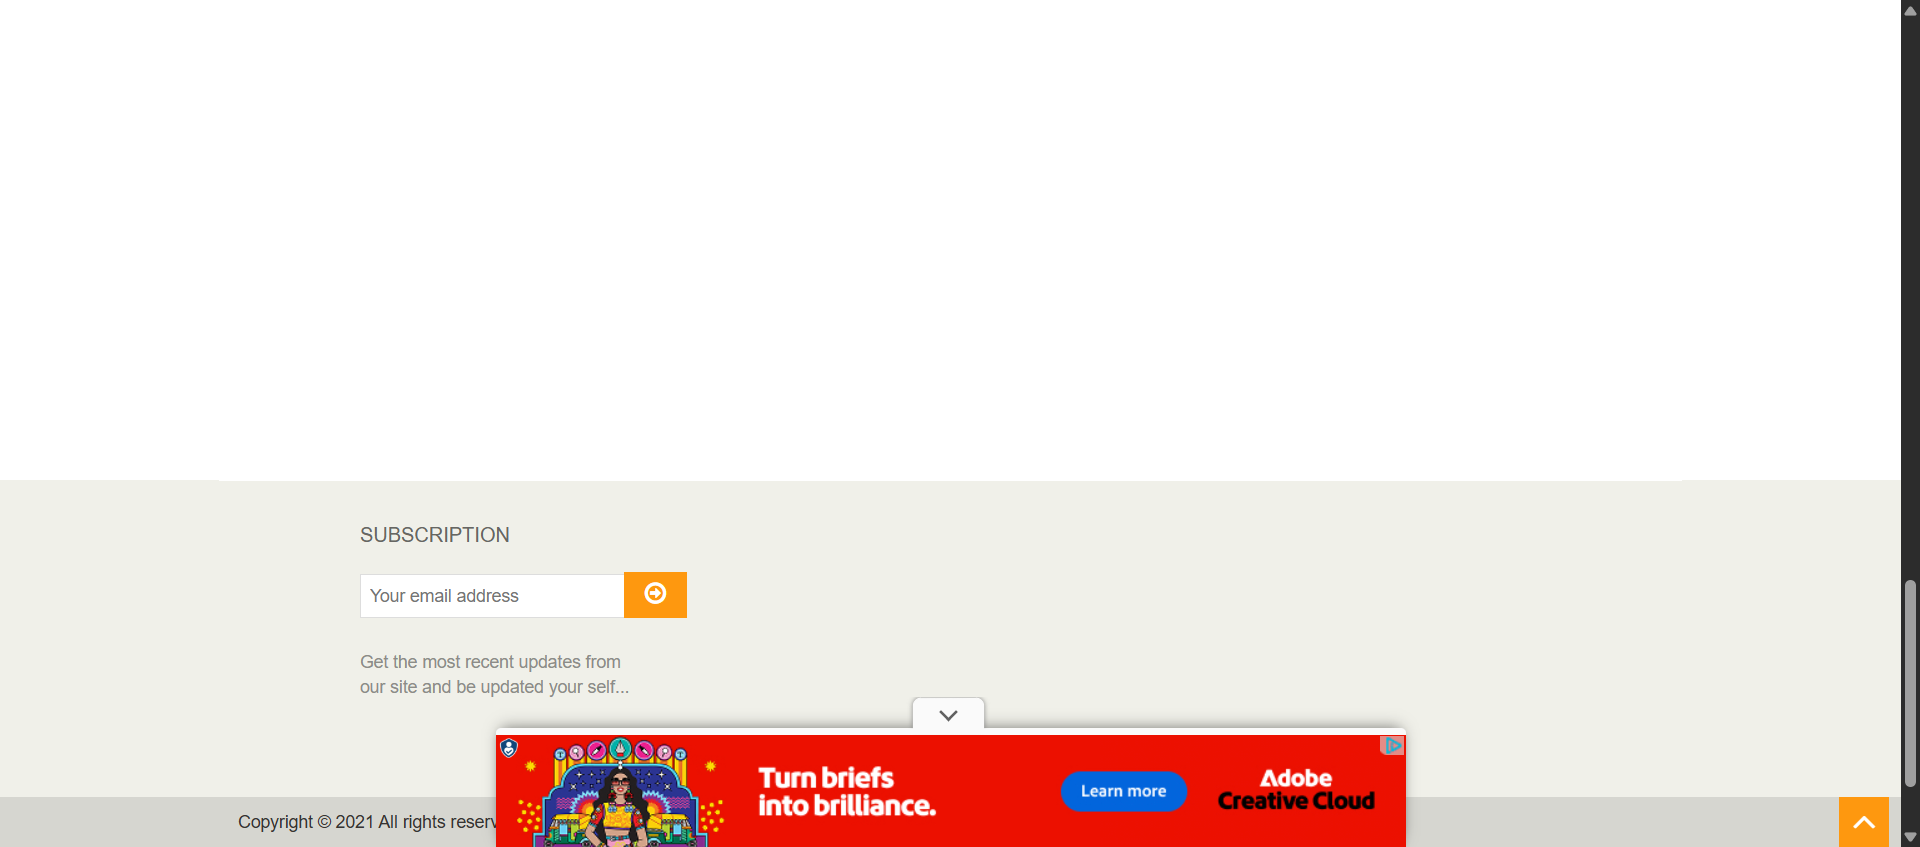 SUBSCRIPTION
Your email address
Get the most recent updates from
our site and be updated your self...
Copyright © 2021 All rights reserv
Turn briefs
into brilliance.
Learn more
Adobe
Creative Cloud